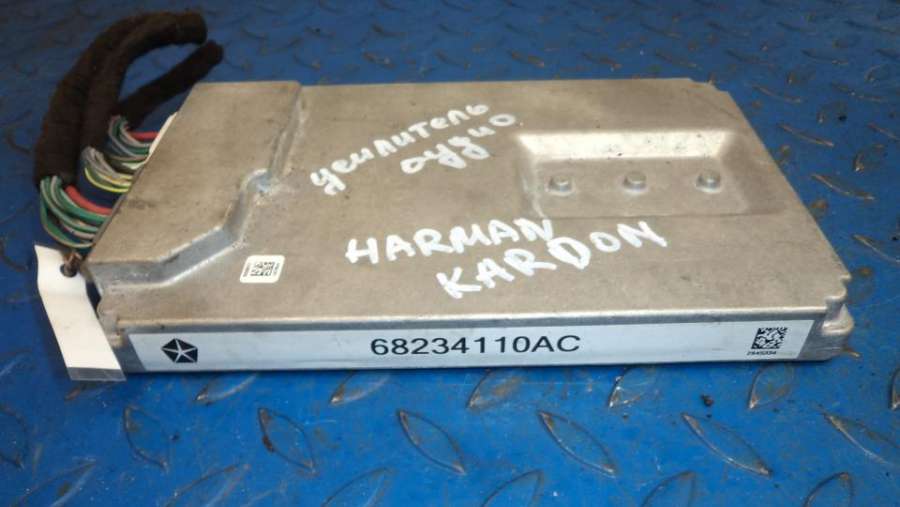 усилитель
аудио
HARMAN
KARDON
68234110AC